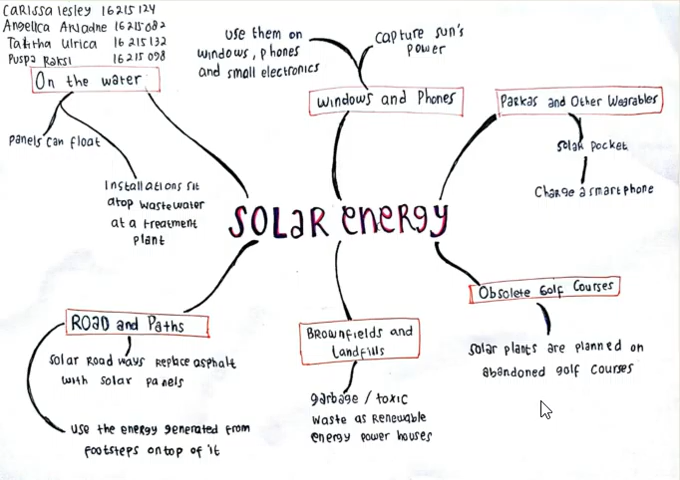 CaRissa lesley 16215124
Angelica Ariadne 16215082
Talitha Ulrica 16215132
Puspa Raksi 16215098
On the water
Panels can float
Installations sit
atop wastewater
at a treatment
plant
use them on
windows, phones
and small electronics
capture sun's
power
Windows and Phones
Parkas and Other Wearables
Solar pocket
Charge a smartphone
SOLAR eneRGY
Obsolete Golf Courses
solar plants are planned on
abandoned golf courses
ROAD and Paths
Solar Road ways Replace asphalt
with solar panels
use the energy generated from
footsteps on top of it
Brownfields and
Landfills
garbage / toxic
waste as Renewable
energy power houses